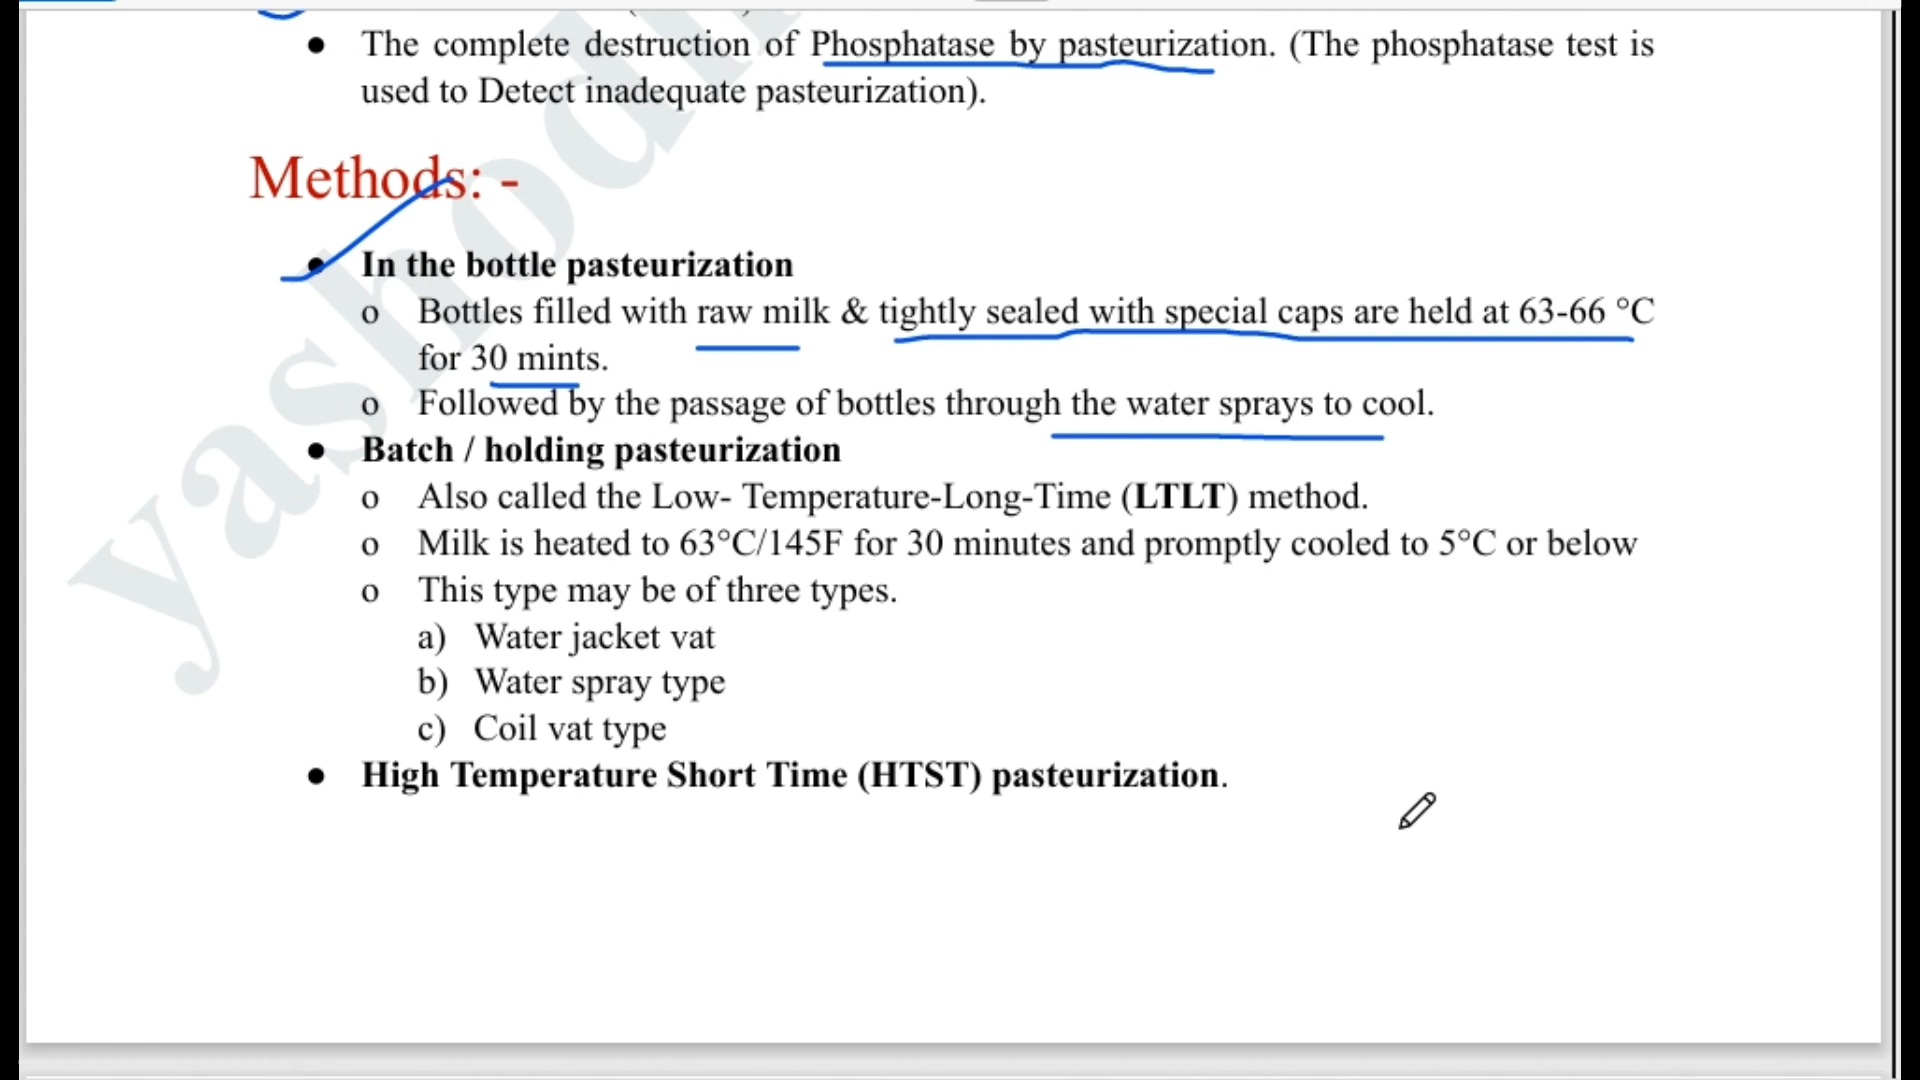 The complete destruction of Phosphatase by pasteurization. (The phosphatase test is
used to Detect inadequate pasteurization).
Methods: -
In the bottle pasteurization
o Bottles filled with raw milk & tightly sealed with special caps are held at 63-66 °C
for 30 mints.
o Followed by the passage of bottles through the water sprays to cool.
Batch / holding pasteurization
o Also called the Low- Temperature-Long-Time (LTLT) method.
o Milk is heated to 63°C/145F for 30 minutes and promptly cooled to 5°C or below
o This type may be of three types.
a) Water jacket vat
b) Water spray type
c) Coil vat type
High Temperature Short Time (HTST) pasteurization.